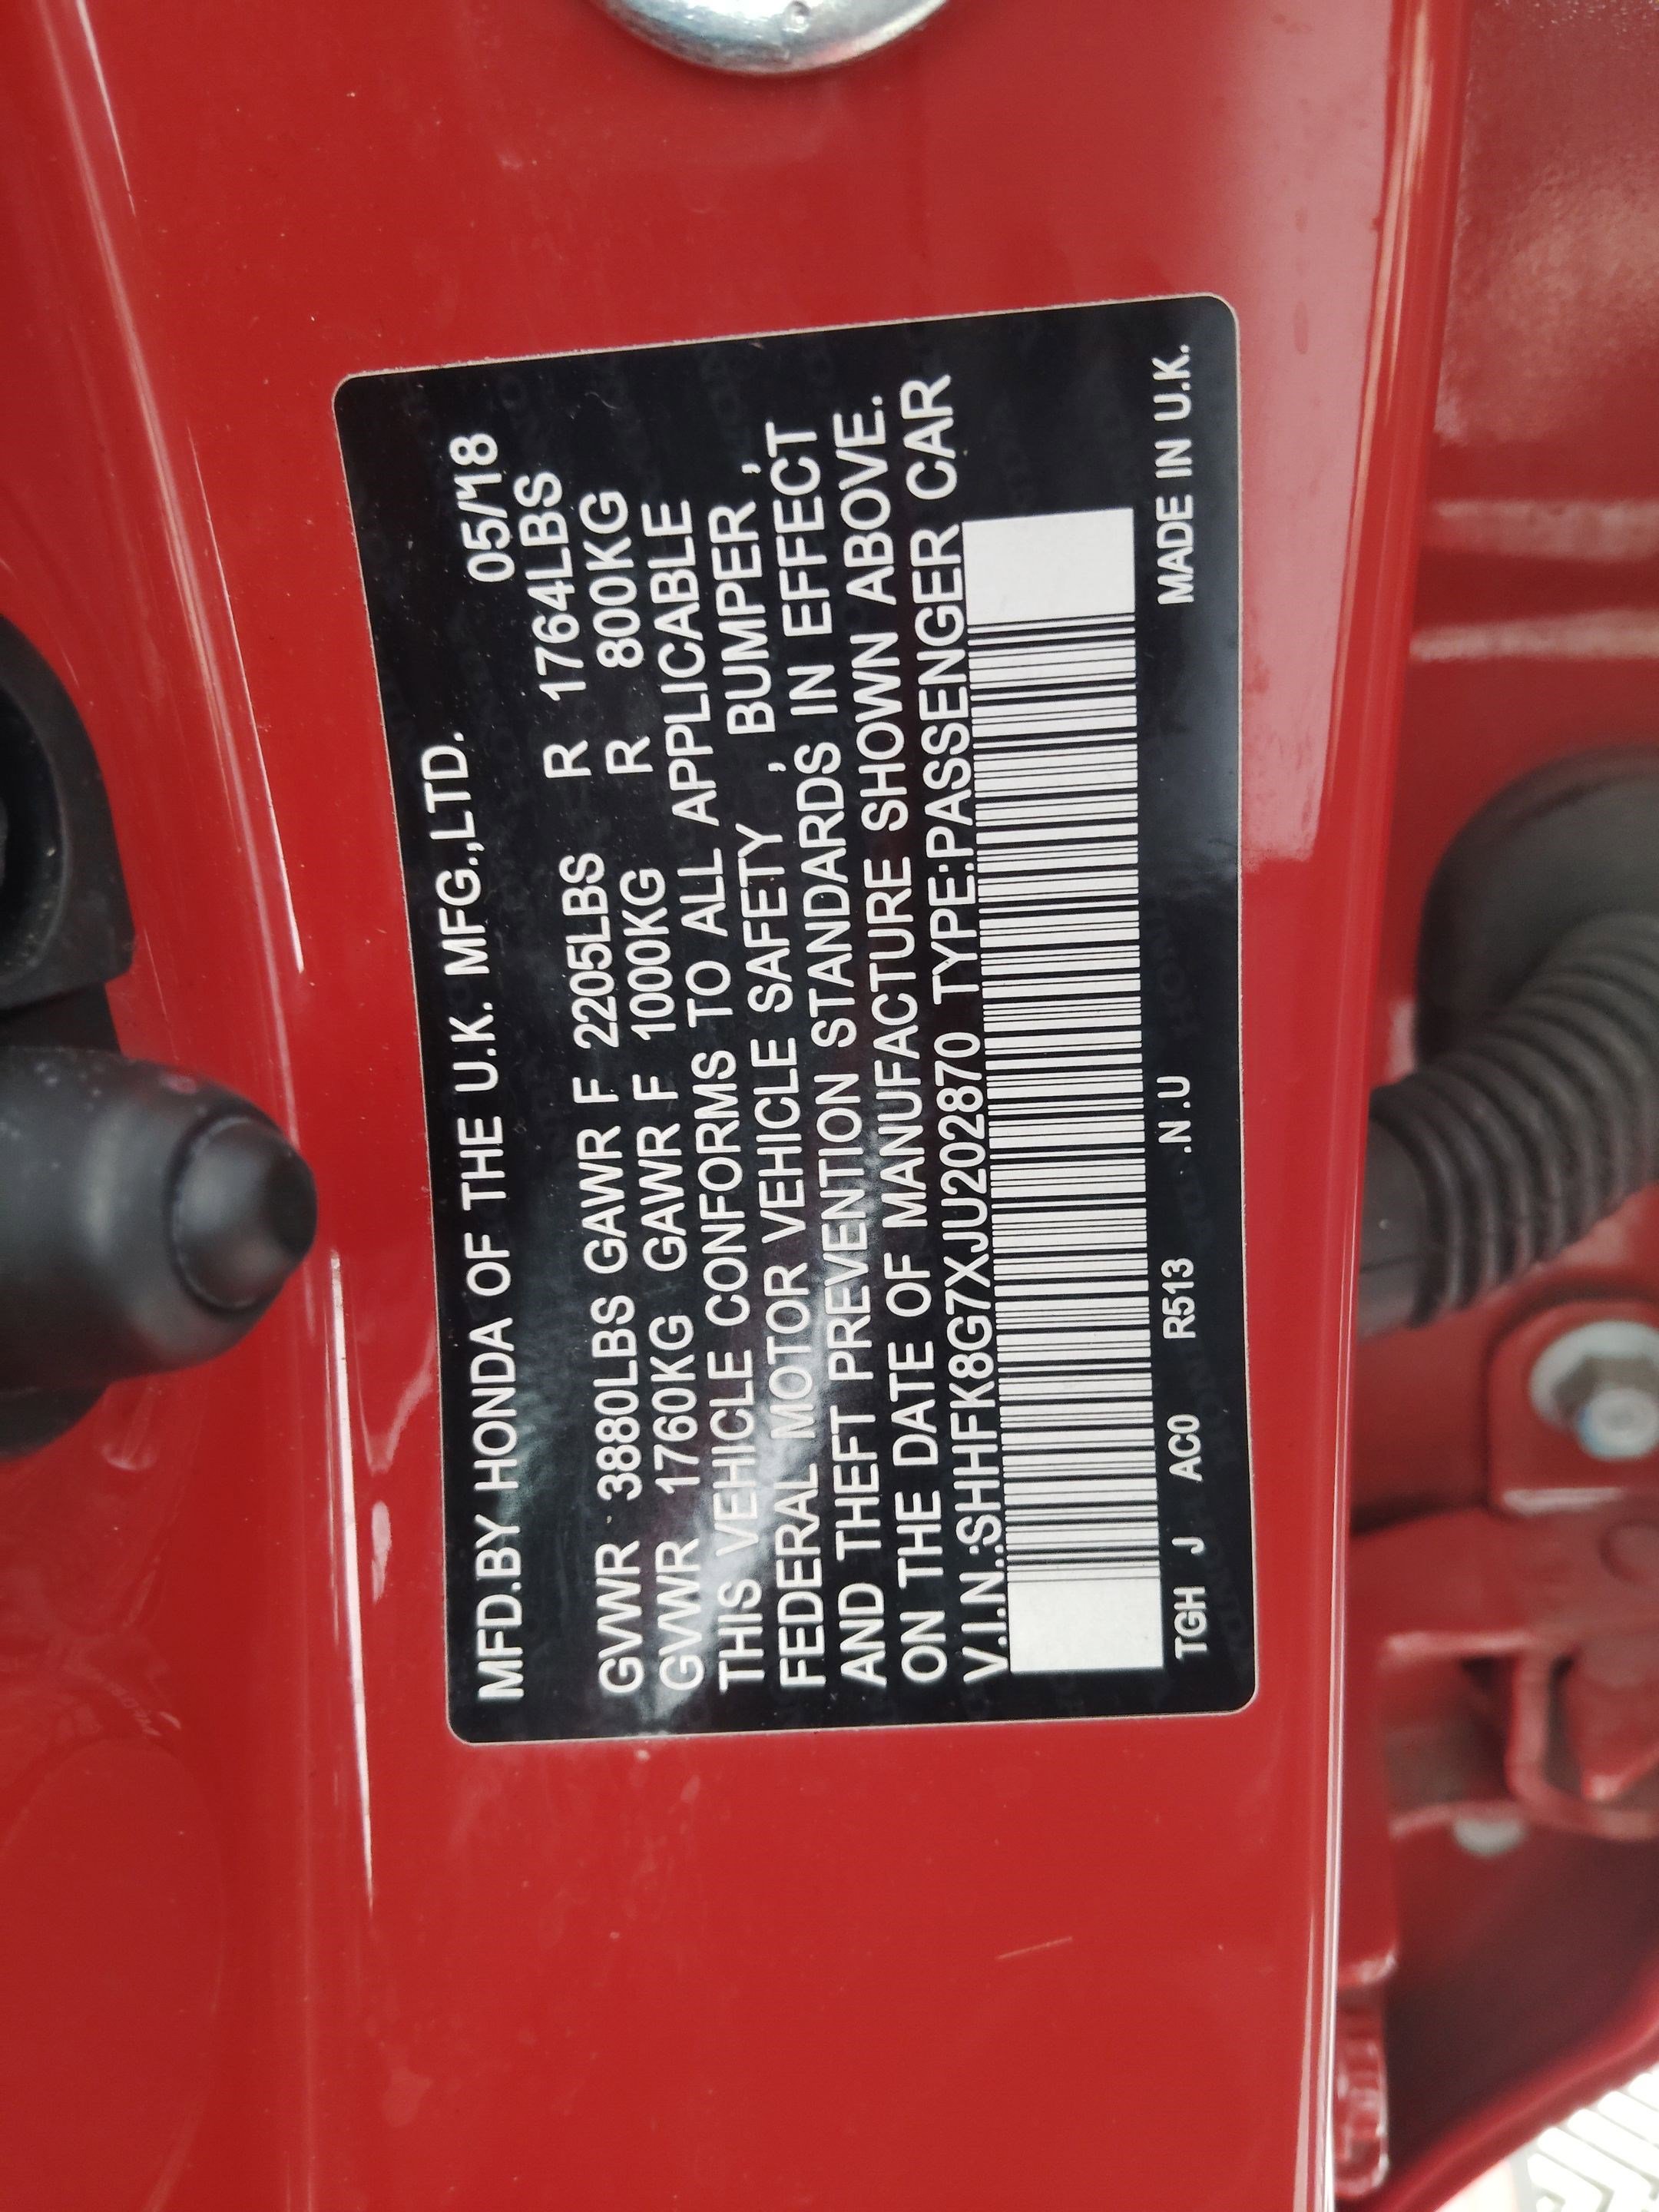 MFD.BY HONDA OF THE U.K. MFG.,LTD. 05/18
GVWR 3880LBS GAWR F 2205LBS R 1764LBS
GVWR 1760KG GAWR F 1000KG R 800KG
THIS VEHICLE CONFORMS TO ALL APPLICABLE
FEDERAL MOTOR VEHICLE SAFETY , BUMPER ,
AND THEFT PREVENTION STANDARDS IN EFFECT
ON THE DATE OF MANUFACTURE SHOWN ABOVE.
V.I.N.:SHHFK8G7XJU202870 TYPE:PASSENGER CAR
TGH J AC0 R513 .N.U MADE IN U.K.